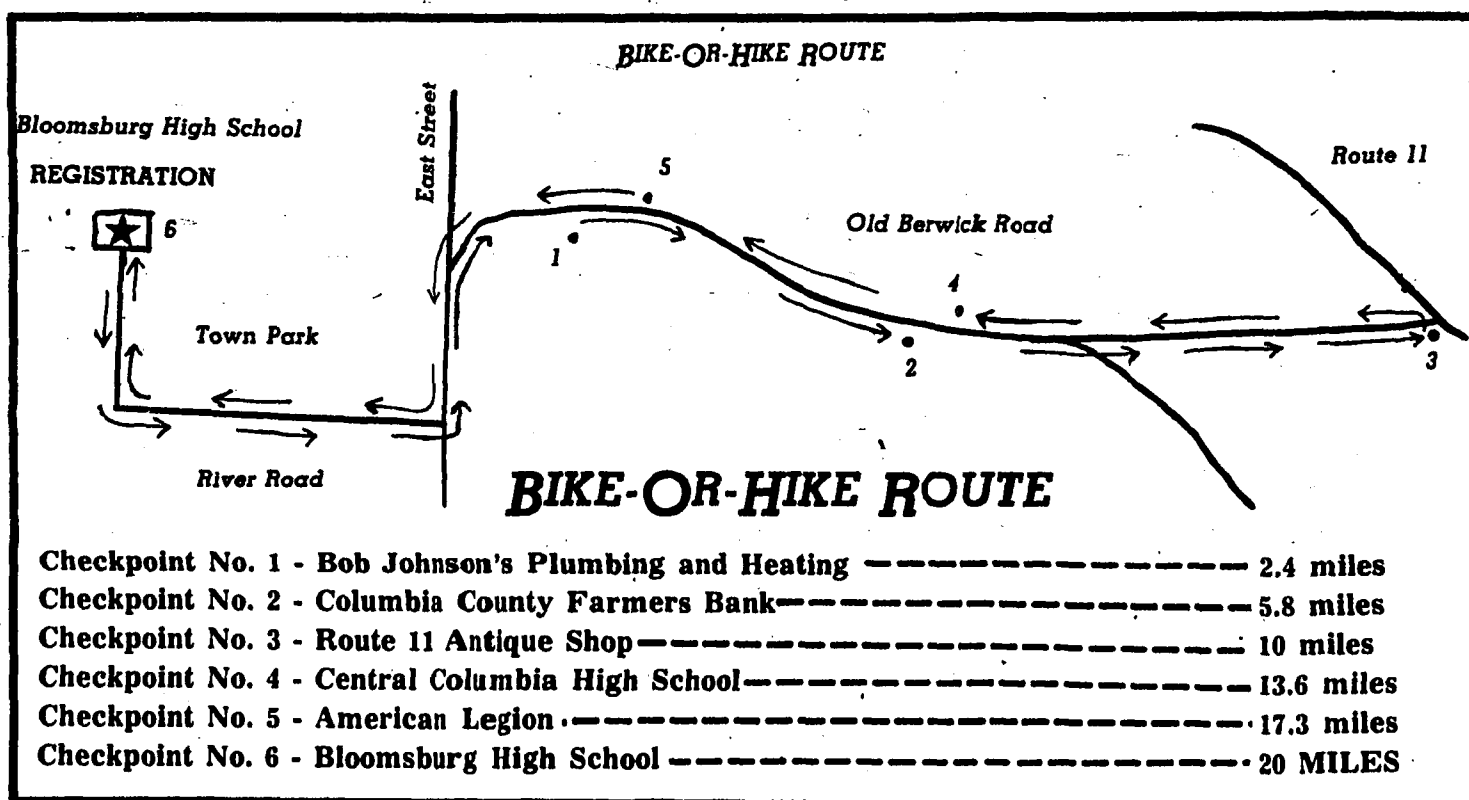 BIKE-OR-HIKE ROUTE
Bloomsburg High School
REGISTRATION
6
East Street
5
1
Old Berwick Road
Route 11
4
2
3
Town Park
River Road
BIKE-OR-HIKE ROUTE
Checkpoint No. 1 - Bob Johnson's Plumbing and Heating ------------ 2.4 miles
Checkpoint No. 2 - Columbia County Farmers Bank--------------- 5.8 miles
Checkpoint No. 3 - Route 11 Antique Shop------------------- 10 miles
Checkpoint No. 4 - Central Columbia High School---------------- 13.6 miles
Checkpoint No. 5 - American Legion --------------------- 17.3 miles
Checkpoint No. 6 - Bloomsburg High School ------------------ 20 MILES